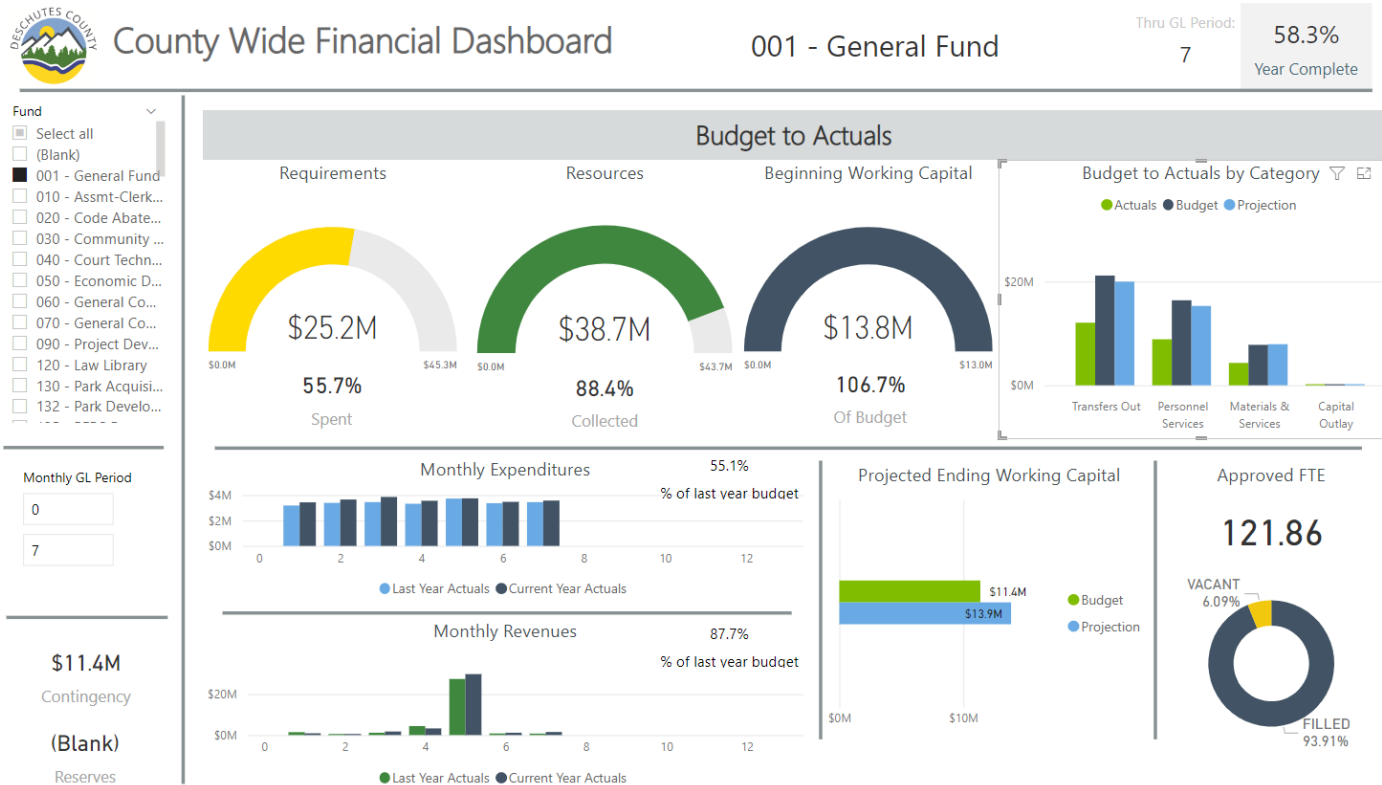 DESCHUTES COUNTY
County Wide Financial Dashboard
001 - General Fund
Thru GL Period:
7
58.3%
Year Complete
Fund
Select all
(Blank)
001 - General Fund
010 - Assmt-Clerk...
020 - Code Abate...
030 - Community ...
040 - Court Techn...
050 - Economic D...
060 - General Co...
070 - General Co...
090 - Project Dev...
120 - Law Library
130 - Park Acquisi...
132 - Park Develo...
Monthly GL Period
0
7
$11.4M
Contingency
(Blank)
Reserves
Budget to Actuals
Requirements
$25.2M
$0.0M
$45.3M
55.7%
Spent
Resources
$38.7M
$0.0M
$43.7M
88.4%
Collected
Beginning Working Capital
$13.8M
$0.0M
$13.0M
106.7%
Of Budget
Budget to Actuals by Category
Actuals Budget Projection
$20M
$0M
Transfers Out
Personnel
Services
Materials &
Services
Capital
Outlay
Monthly Expenditures
55.1%
% of last year budget
$4M
$2M
$0M
0 2 4 6 8 10 12
Last Year Actuals Current Year Actuals
Monthly Revenues
87.7%
% of last year budget
$20M
$0M
0 2 4 6 8 10 12
Last Year Actuals Current Year Actuals
Projected Ending Working Capital
$11.4M
$13.9M
Budget
Projection
$0M $10M
Approved FTE
121.86
VACANT
6.09%
FILLED
93.91%